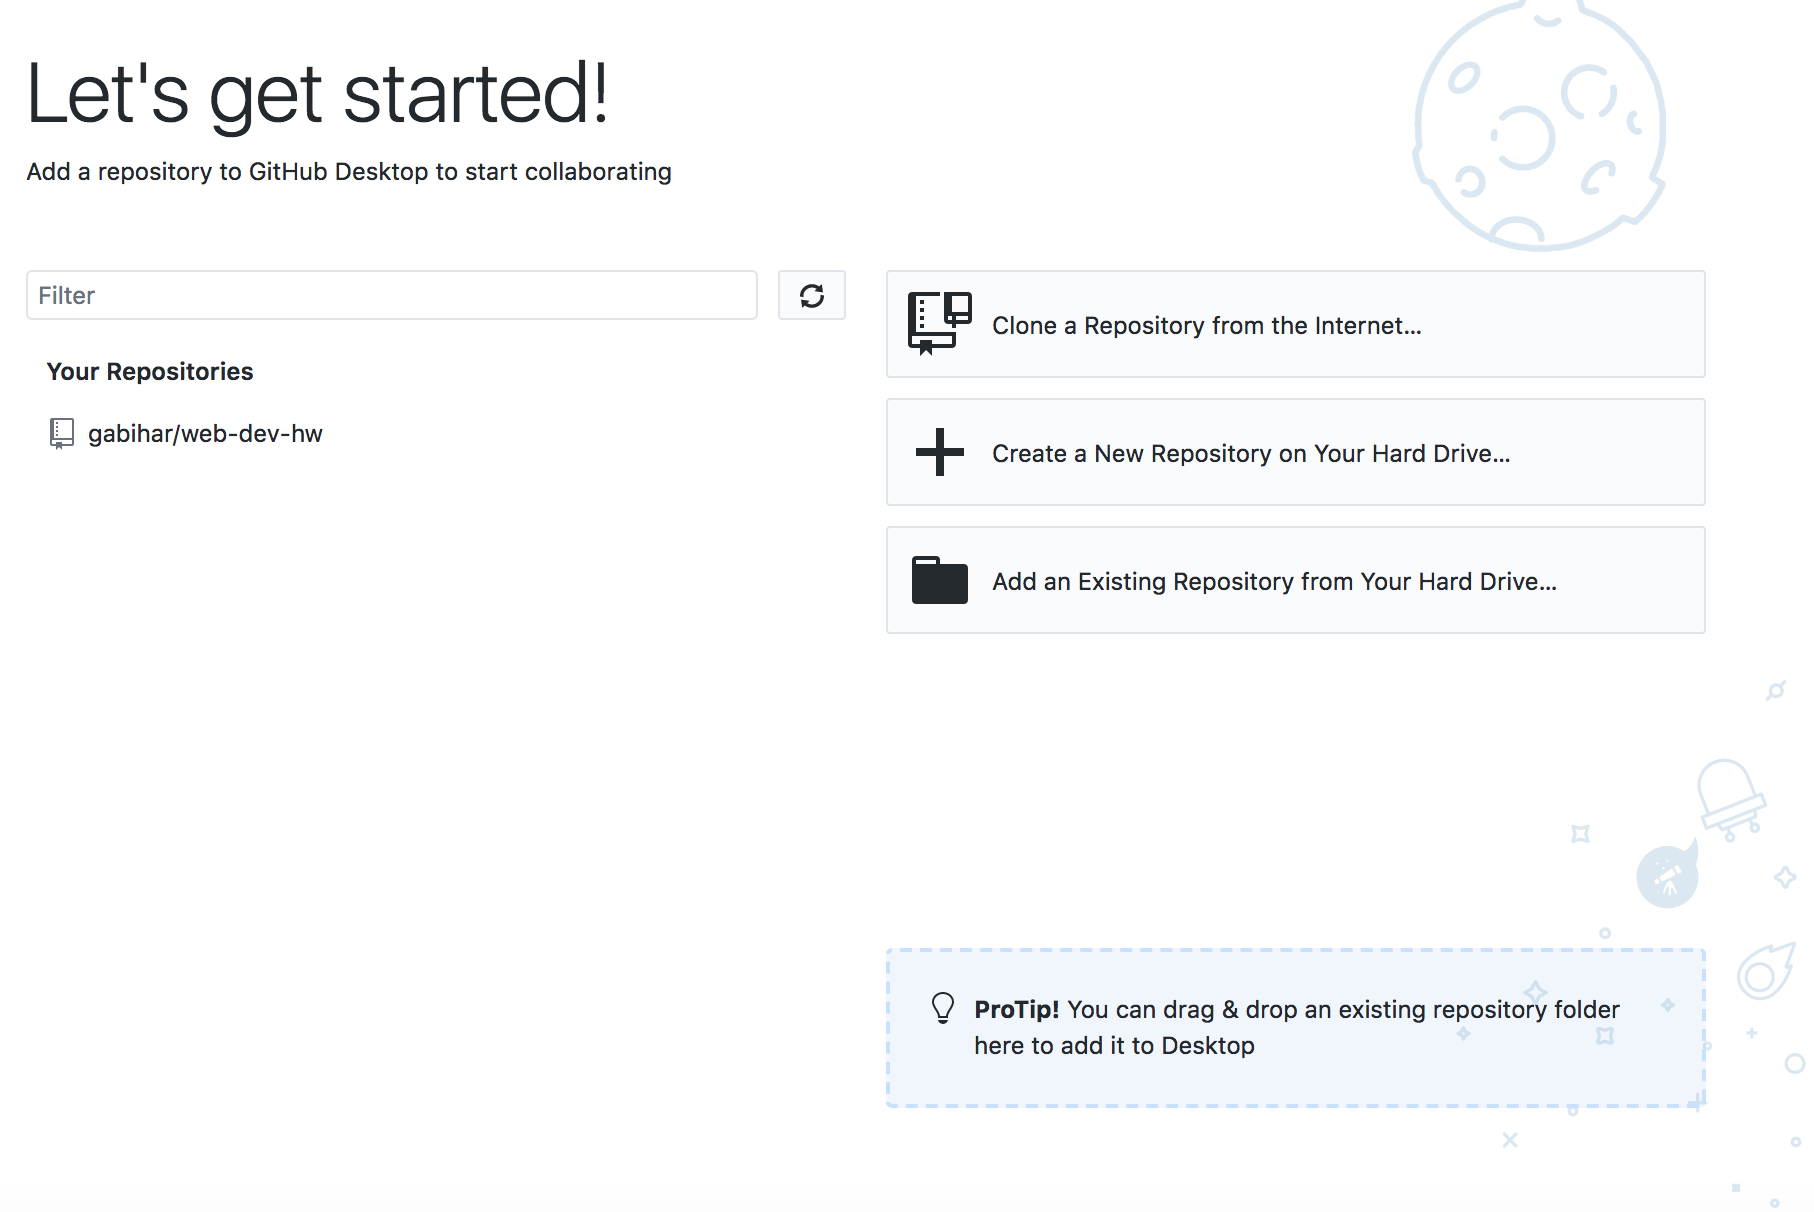 Let's get started!
Add a repository to GitHub Desktop to start collaborating
Filter
Your Repositories
gabihar/web-dev-hw
Clone a Repository from the Internet...
Create a New Repository on Your Hard Drive...
Add an Existing Repository from Your Hard Drive...
ProTip! You can drag & drop an existing repository folder
here to add it to Desktop